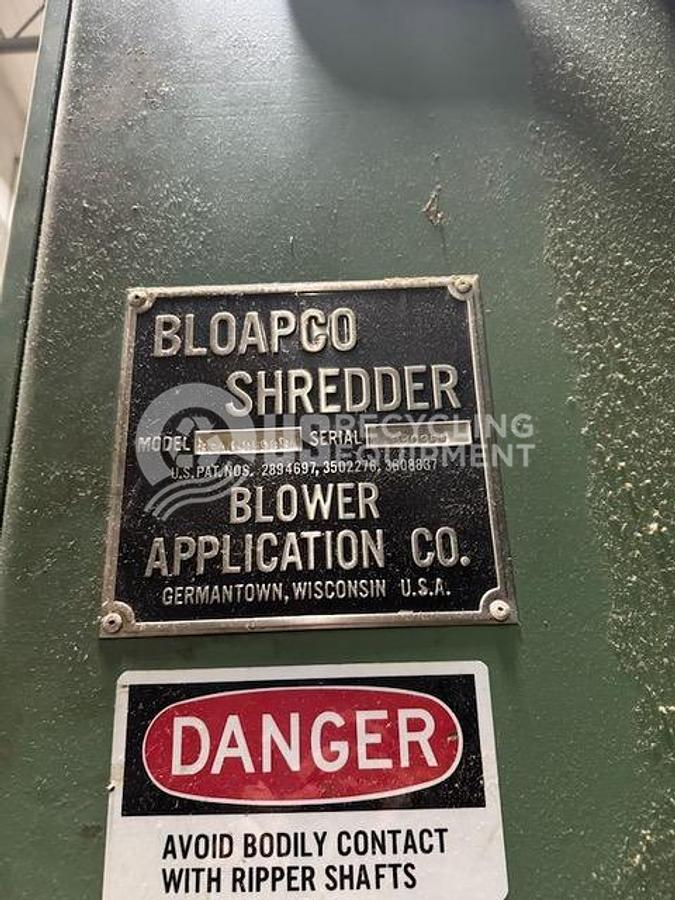 BLOAPCO
SHREDDER
MODEL SERIAL
U.S. PAT. NOS. 2894697, 3502276, 3608837
BLOWER
APPLICATION CO.
GERMANTOWN, WISCONSIN U.S.A.
US RECYCLING
EQUIPMENT
DANGER
AVOID BODILY CONTACT
WITH RIPPER SHAFTS